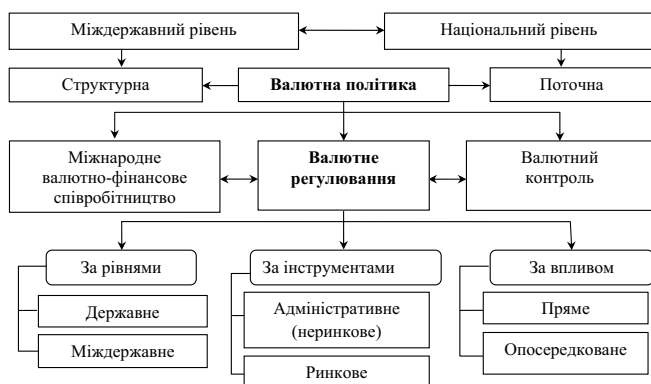 Міждержавний рівень
Національний рівень
Структурна
Валютна політика
Поточна
Міжнародне
валютно-фінансове
співробітництво
Валютне
регулювання
Валютний
контроль
За рівнями
Державне
Міждержавне
За інструментами
Адміністративне
(неринкове)
Ринкове
За впливом
Пряме
Опосередковане